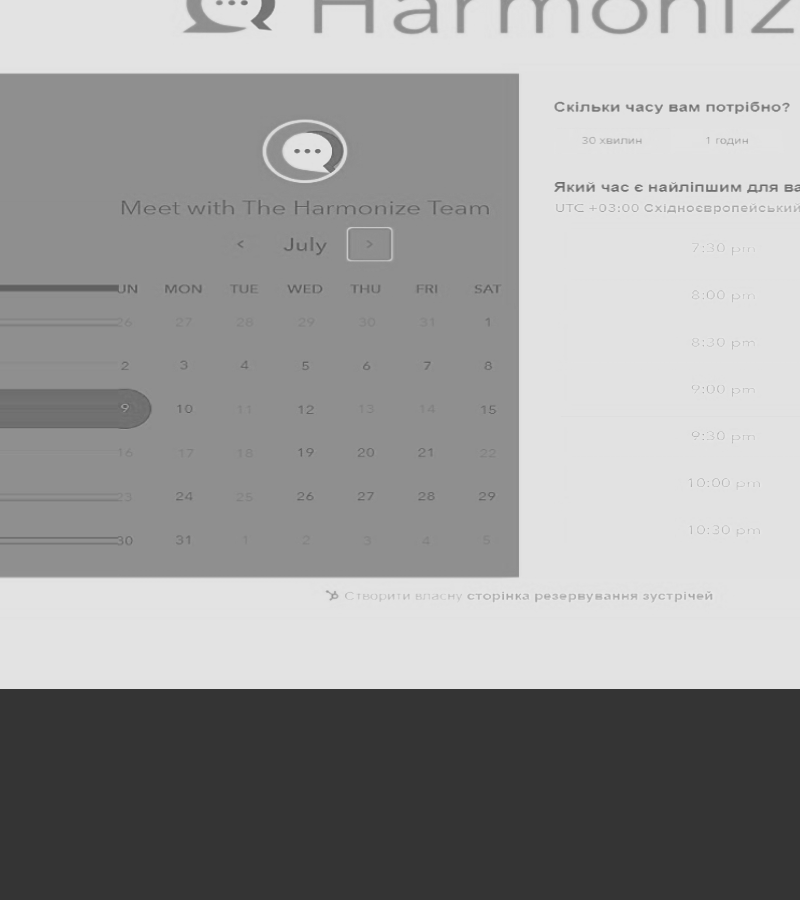 Harmoniz
Meet with The Harmonize Team
< July >
UN MON TUE WED THU FRI SAT
26 27 28 29 30 31 1
2 3 4 5 6 7 8
9 10 11 12 13 14 15
16 17 18 19 20 21 22
23 24 25 26 27 28 29
30 31 1 2 3 4 5
Скільки часу вам потрібно?
30 хвилин 1 годин
Який час є найліпшим для ва
UTC +03:00 Східноєвропейський
7:30 pm
8:00 pm
8:30 pm
9:00 pm
9:30 pm
10:00 pm
10:30 pm
Створити власну сторінка резервування зустрічей